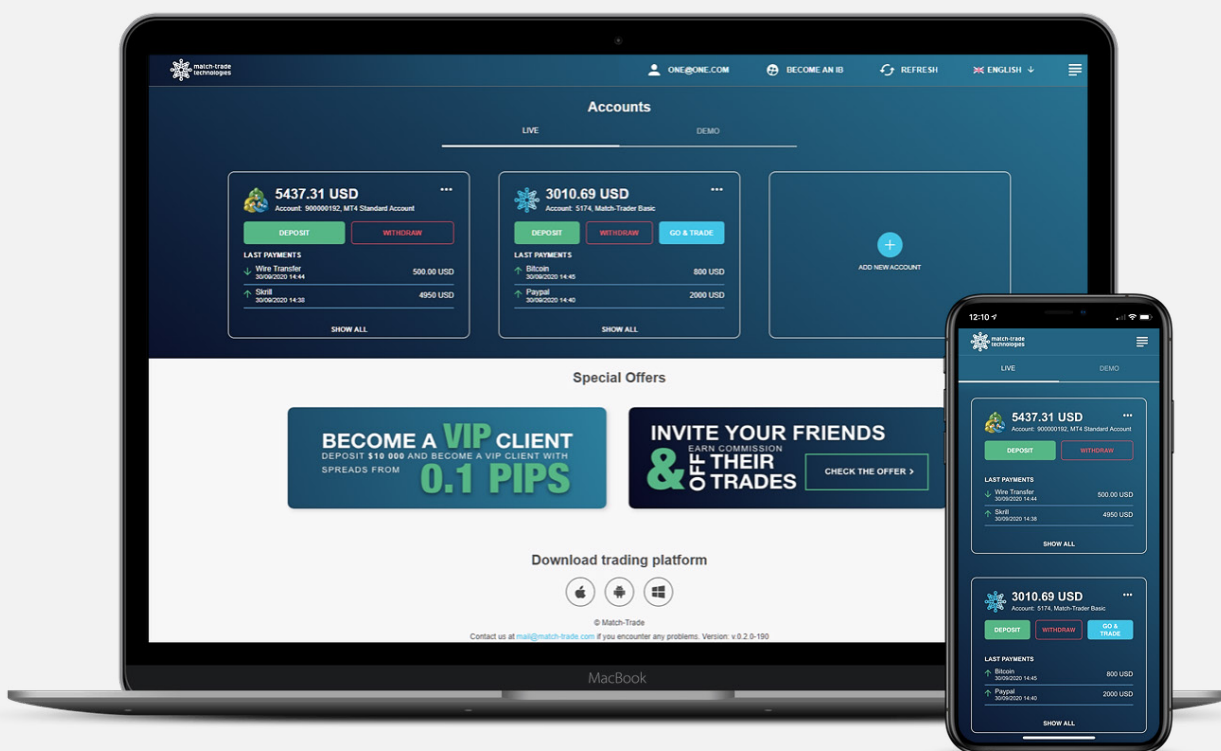 match-trade
technologies
ONE@ONE.COM
BECOME AN IB
REFRESH
ENGLISH
Accounts
LIVE
DEMO
5437.31 USD
Account: 900000192, MT4 Standard Account
DEPOSIT
WITHDRAW
LAST PAYMENTS
Wire Transfer
30/09/2020 14:44
500.00 USD
Skrill
30/09/2020 14:38
4950 USD
SHOW ALL
3010.69 USD
Account: 5174, Match-Trader Basic
DEPOSIT
WITHDRAW
GO & TRADE
LAST PAYMENTS
Bitcoin
30/09/2020 14:45
800 USD
Paypal
30/09/2020 14:40
2000 USD
SHOW ALL
ADD NEW ACCOUNT
Special Offers
BECOME A VIP CLIENT
DEPOSIT $10 000 AND BECOME A VIP CLIENT WITH
SPREADS FROM
0.1 PIPS
INVITE YOUR FRIENDS
& EARN COMMISSION
OFF THEIR
TRADES
CHECK THE OFFER >
Download trading platform
© Match-Trade
Contact us at mail@match-trade.com if you encounter any problems. Version: v.0.2.0-190
MacBook
12:10
match-trade
technologies
LIVE
DEMO
5437.31 USD
Account: 900000192, MT4 Standard Account
DEPOSIT
WITHDRAW
LAST PAYMENTS
Wire Transfer
30/09/2020 14:44
500.00 USD
Skrill
30/09/2020 14:38
4950 USD
SHOW ALL
3010.69 USD
Account: 5174, Match-Trader Basic
DEPOSIT
WITHDRAW
GO &
TRADE
LAST PAYMENTS
Bitcoin
30/09/2020 14:45
800 USD
Paypal
30/09/2020 14:40
2000 USD
SHOW ALL